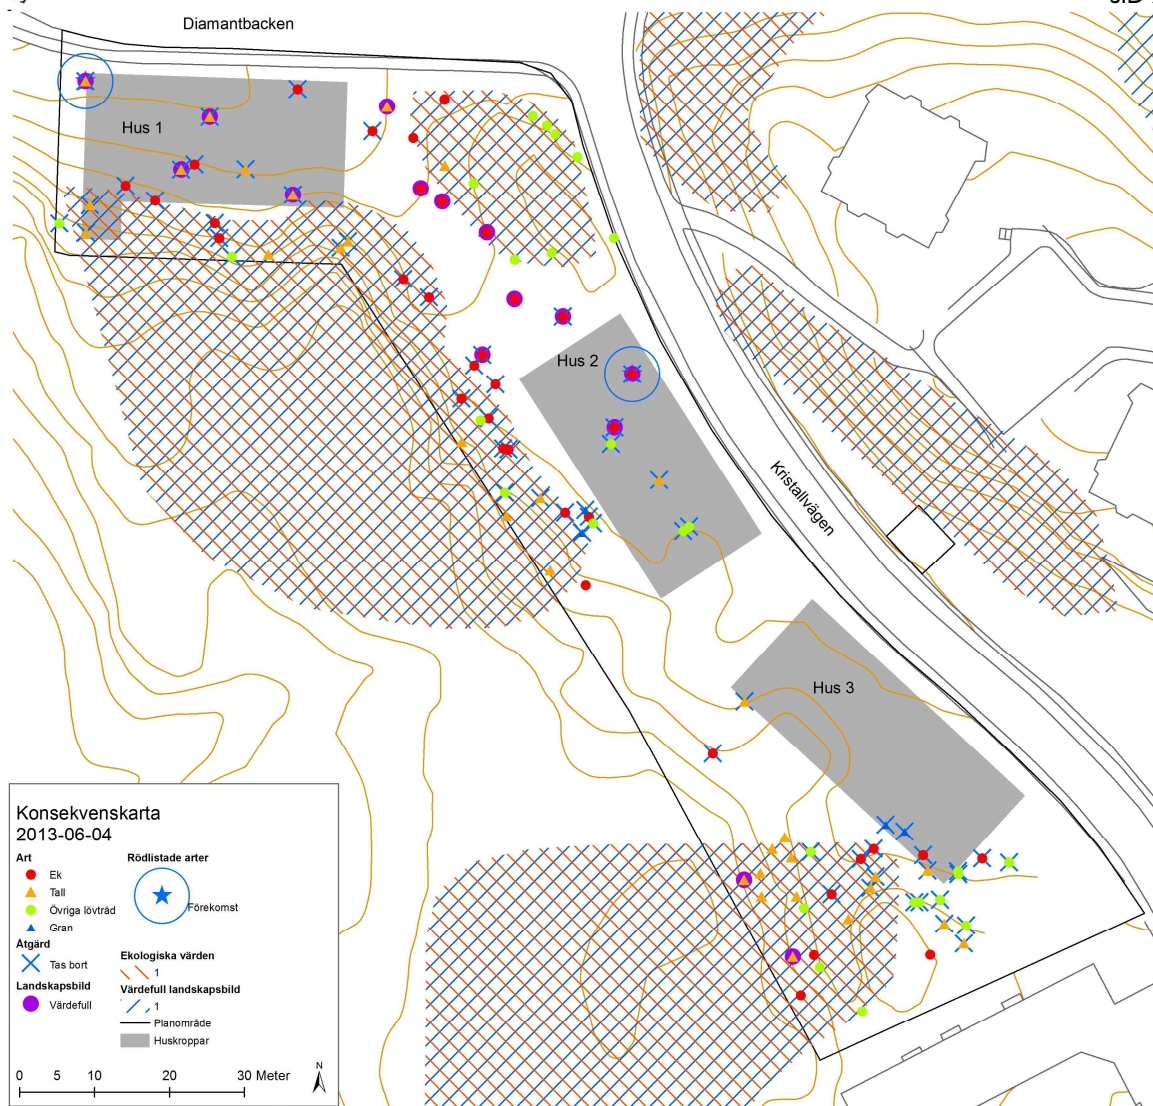 Diamantbacken
Hus 1
Hus 2
Kristallvägen
Hus 3
Konsekvenskarta
2013-06-04
Art
Ek
Tall
Övriga lövträd
Gran
Åtgärd
Tas bort
Landskapsbild
Värdefull
Rödlistade arter
Förekomst
Ekologiska värden
1
Värdefull landskapsbild
1
Planområde
Huskroppar
0 5 10 20 30 Meter
N